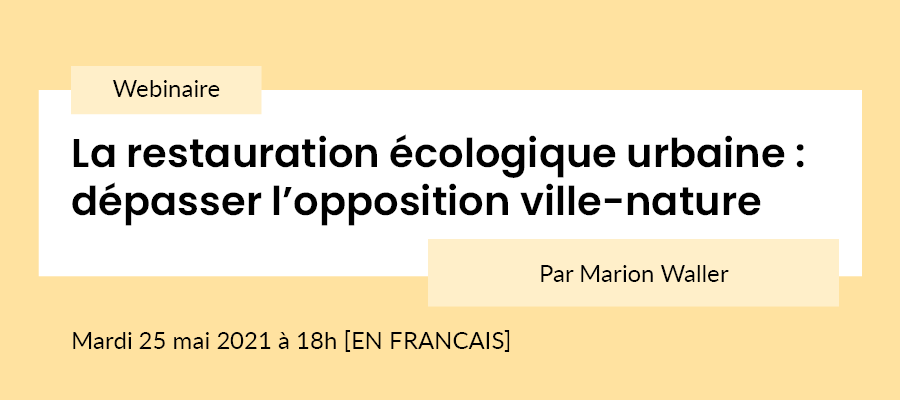 Webinaire
La restauration écologique urbaine :
dépasser l’opposition ville-nature
Par Marion Waller
Mardi 25 mai 2021 à 18h [EN FRANCAIS]